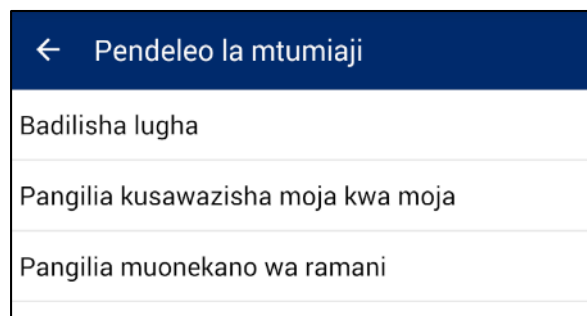 Pendeleo la mtumiaji
Badilisha lugha
Pangilia kusawazisha moja kwa moja
Pangilia muonekano wa ramani